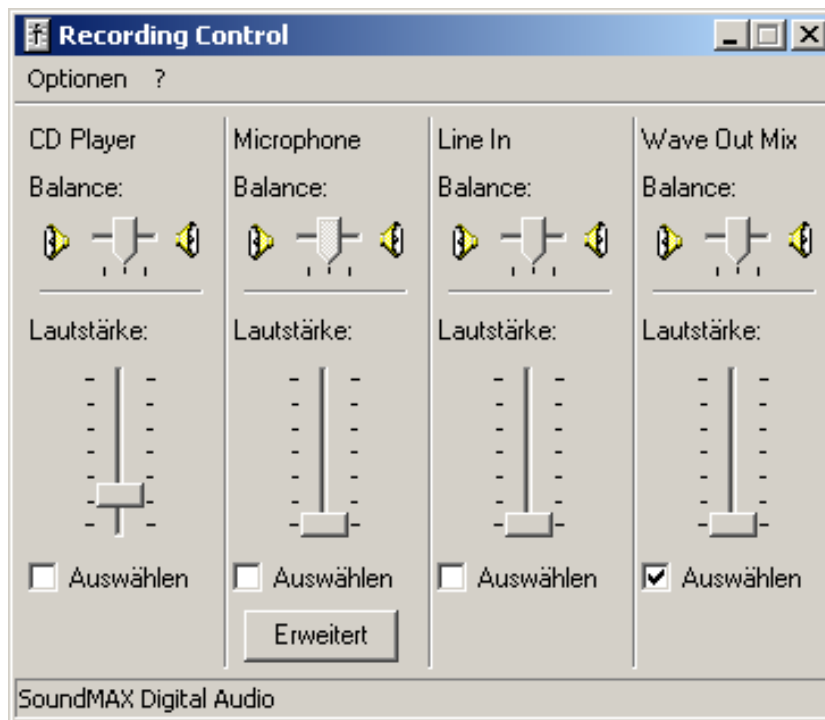 Recording Control
Optionen ?
CD Player
Balance:
Lautstärke:
Auswählen
Microphone
Balance:
Lautstärke:
Auswählen
Erweitert
Line In
Balance:
Lautstärke:
Auswählen
Wave Out Mix
Balance:
Lautstärke:
Auswählen
SoundMAX Digital Audio